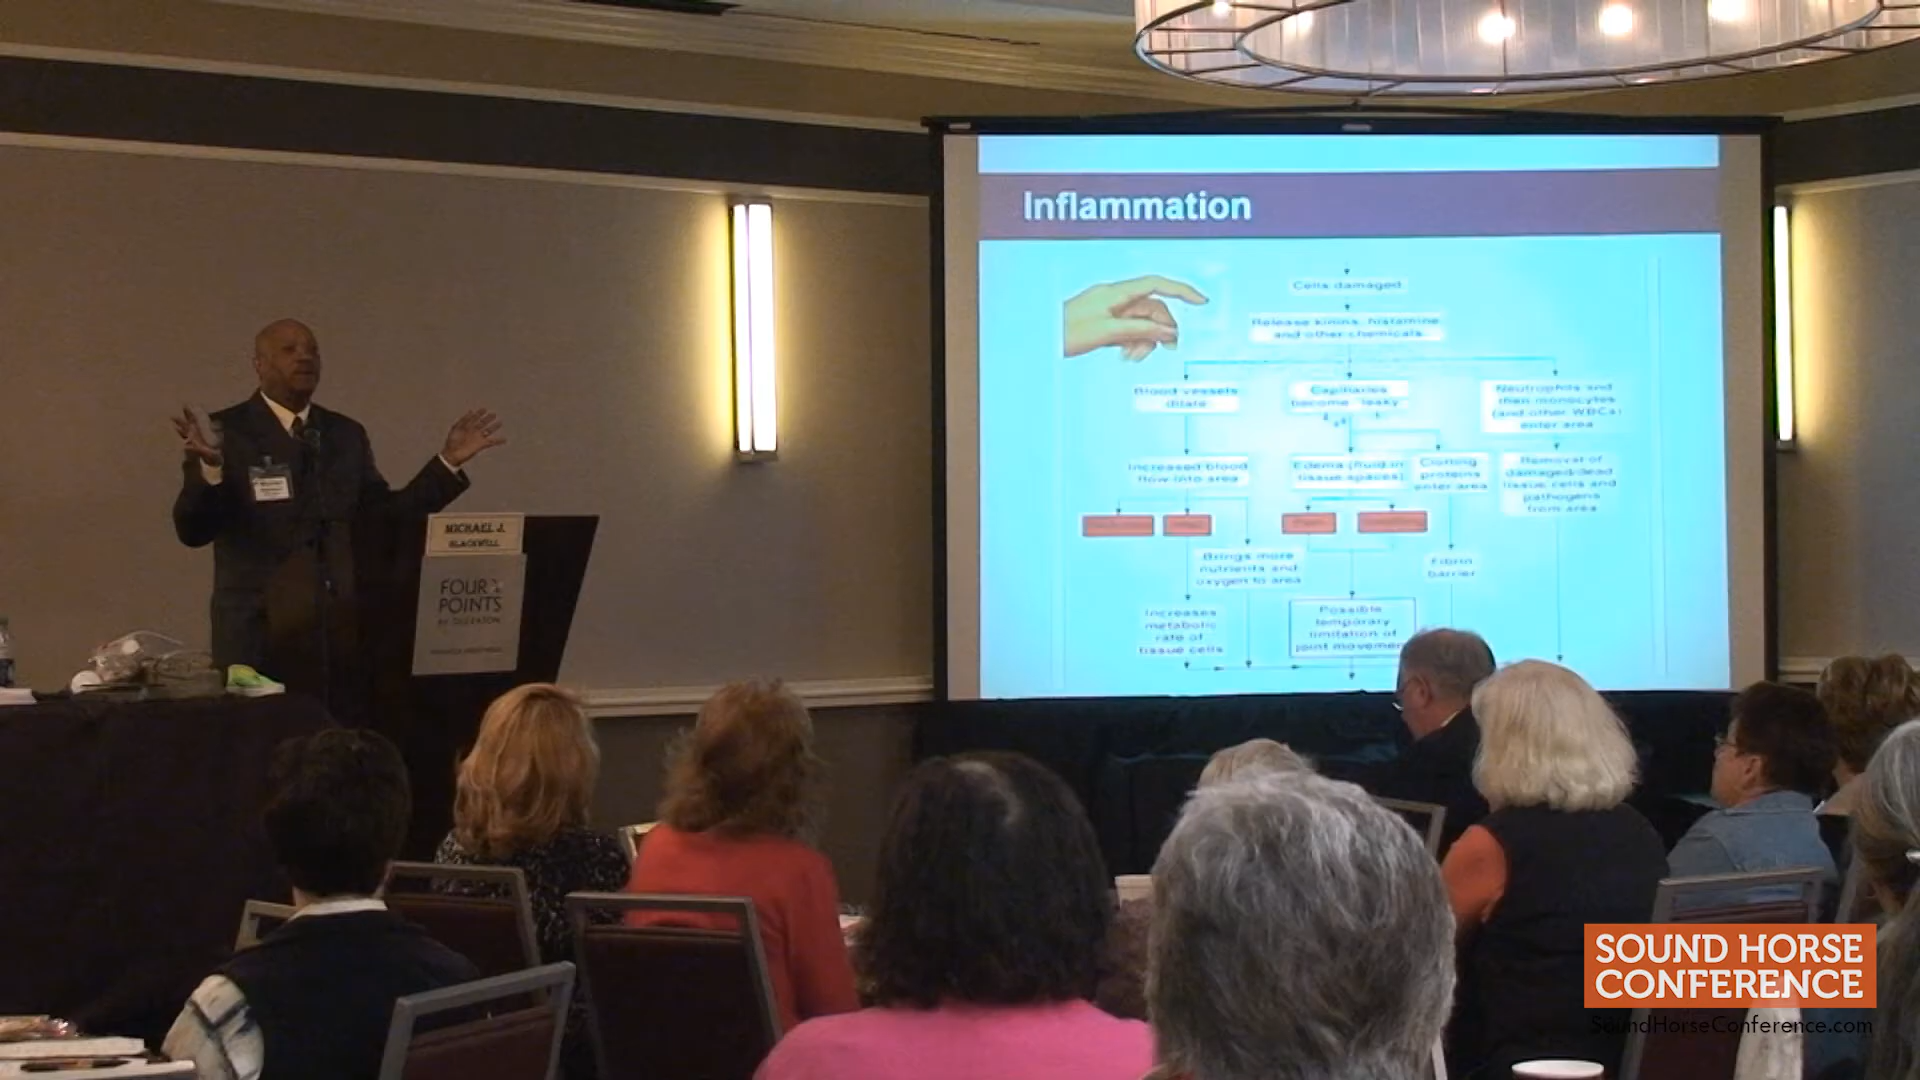 Inflammation
Cells damaged
Release kinins, histamine,
and other chemicals
Blood vessels
dilate
Capillaries
become "leaky"
Neutrophils and
then monocytes
(and other WBCs)
enter area
Increased blood
flow into area
Edema (fluid in
tissue spaces)
Clotting
proteins
enter area
Removal of
damaged/dead
tissue cells and
pathogens
from area
Brings more
nutrients and
oxygen to area
Fibrin
barrier
Increases
metabolic
rate of
tissue cells
Possible
temporary
limitation of
joint movement
MICHAEL J.
BLACKWELL
FOUR
POINTS
BY SHERATON
SOUND HORSE
CONFERENCE
SoundHorseConference.com